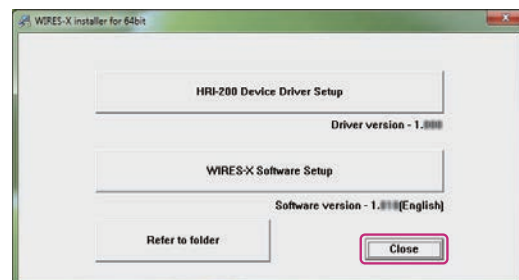 WIRES-X installer for 64bit
HRI-200 Device Driver Setup
Driver version - 1.
WIRES-X Software Setup
Software version - 1. (English)
Refer to folder
Close